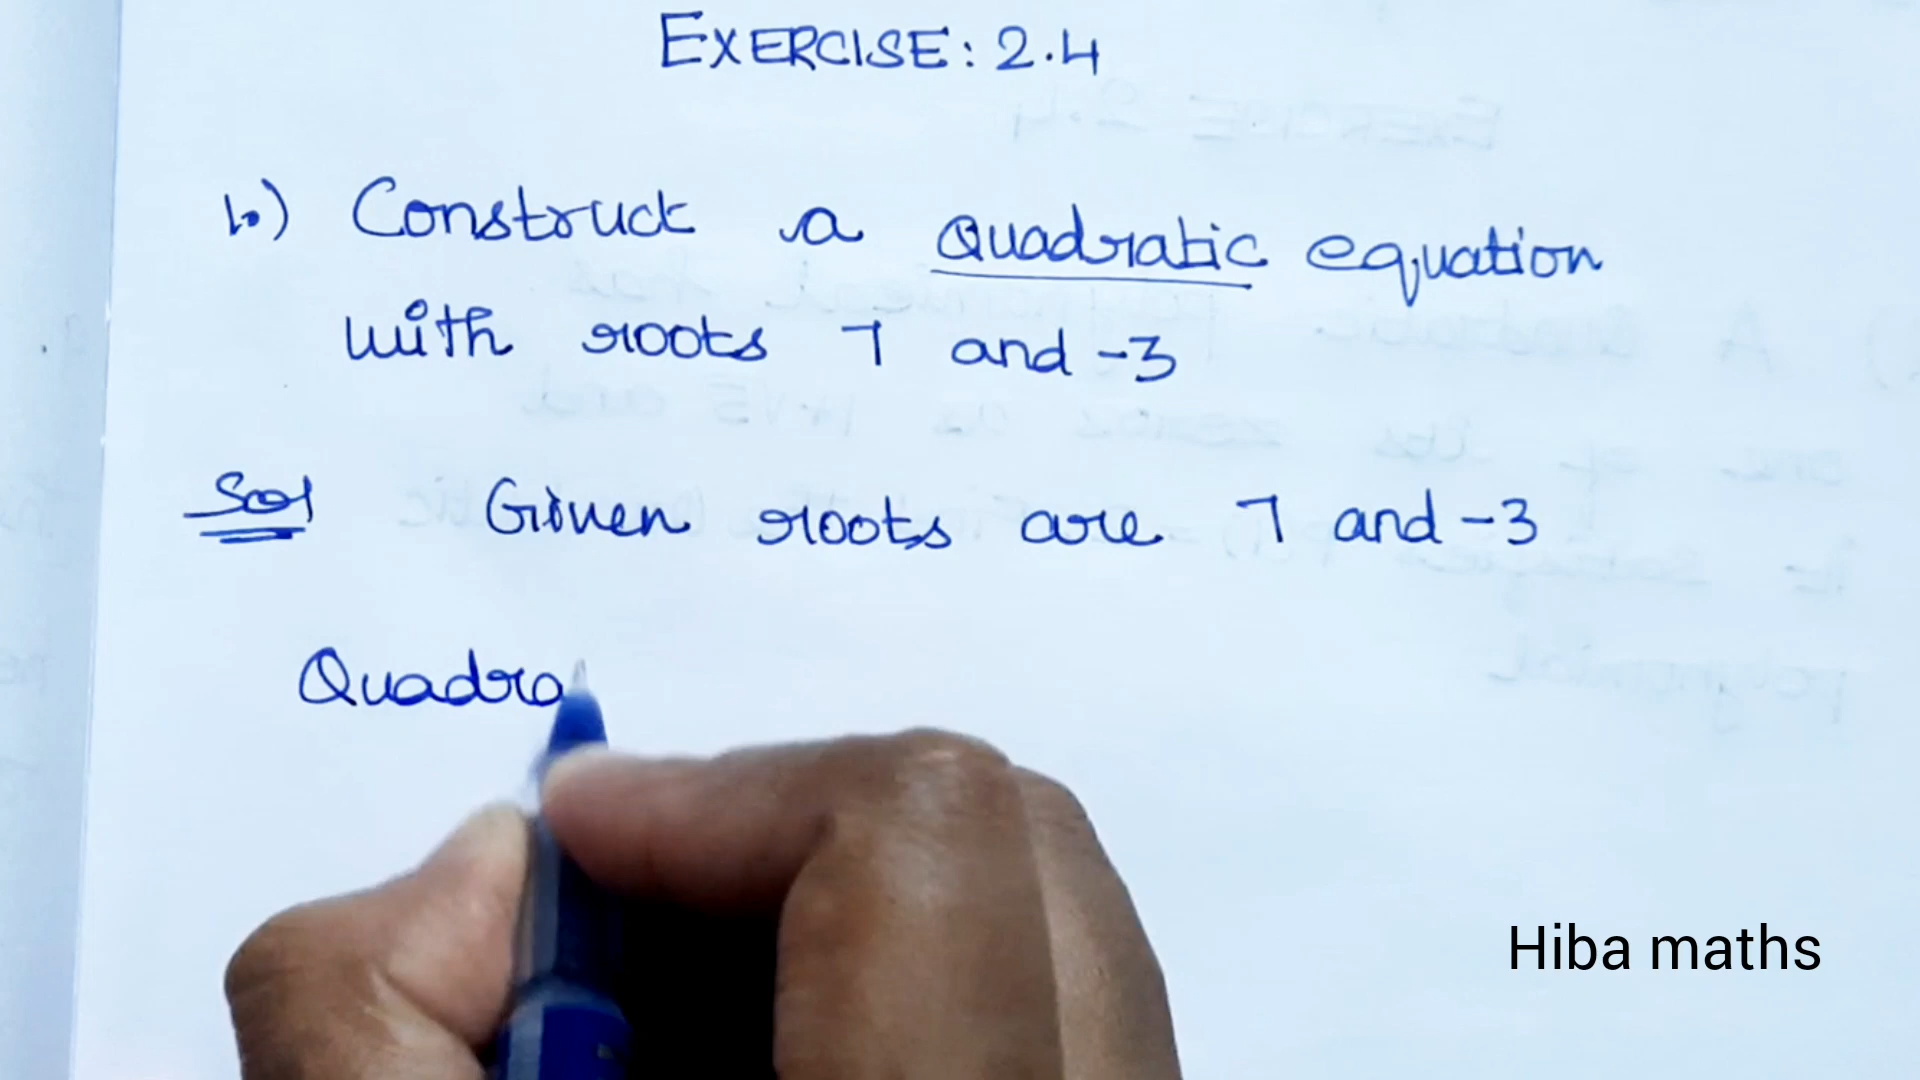 EXERCISE: 2.4
1.) Construct a Quadratic equation
with roots 7 and -3
Sol Given roots are 7 and -3
Quadra
Hiba maths